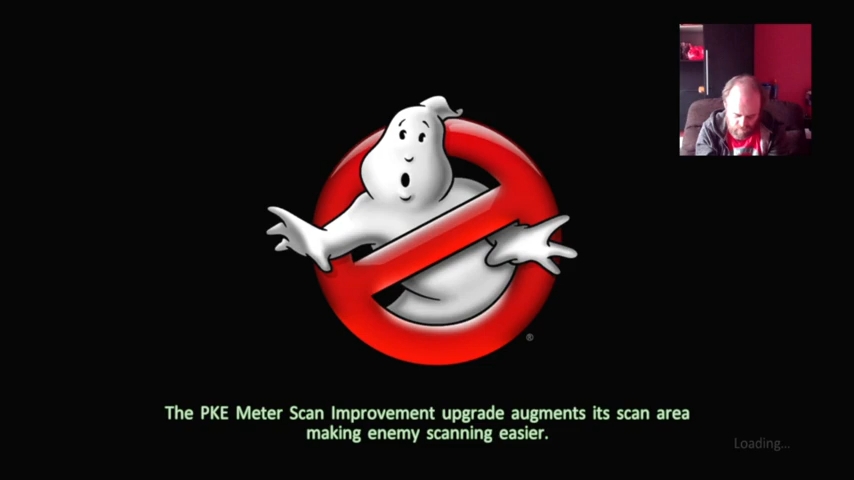 The PKE Meter Scan Improvement upgrade augments its scan area
making enemy scanning easier.
Loading...
®